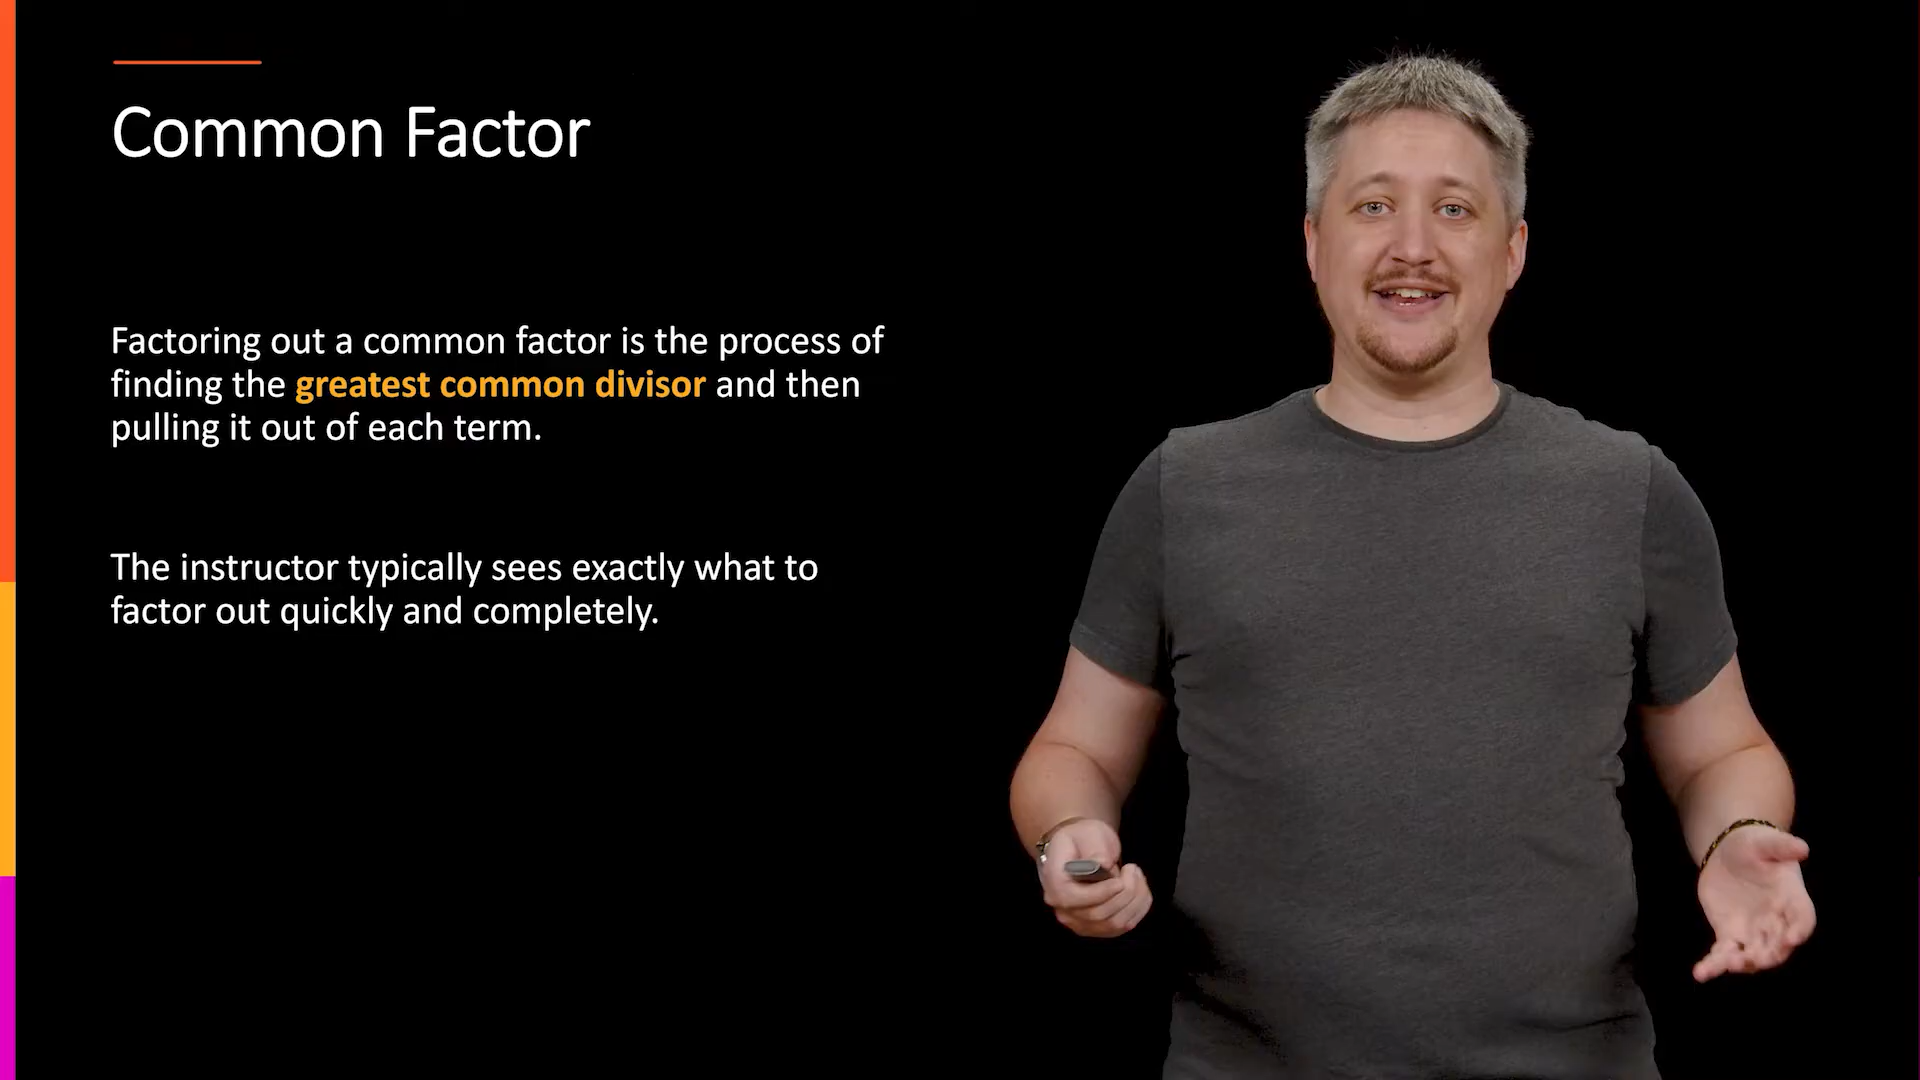 Common Factor
Factoring out a common factor is the process of
finding the greatest common divisor and then
pulling it out of each term.
The instructor typically sees exactly what to
factor out quickly and completely.